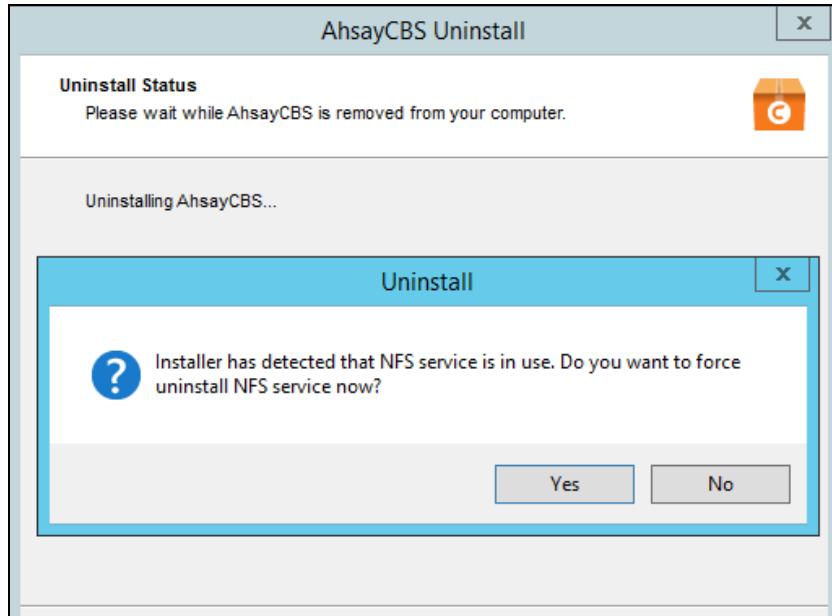 AhsayCBS Uninstall
x
Uninstall Status
Please wait while AhsayCBS is removed from your computer.
C
Uninstalling AhsayCBS...
Uninstall
x
?
Installer has detected that NFS service is in use. Do you want to force
uninstall NFS service now?
Yes
No